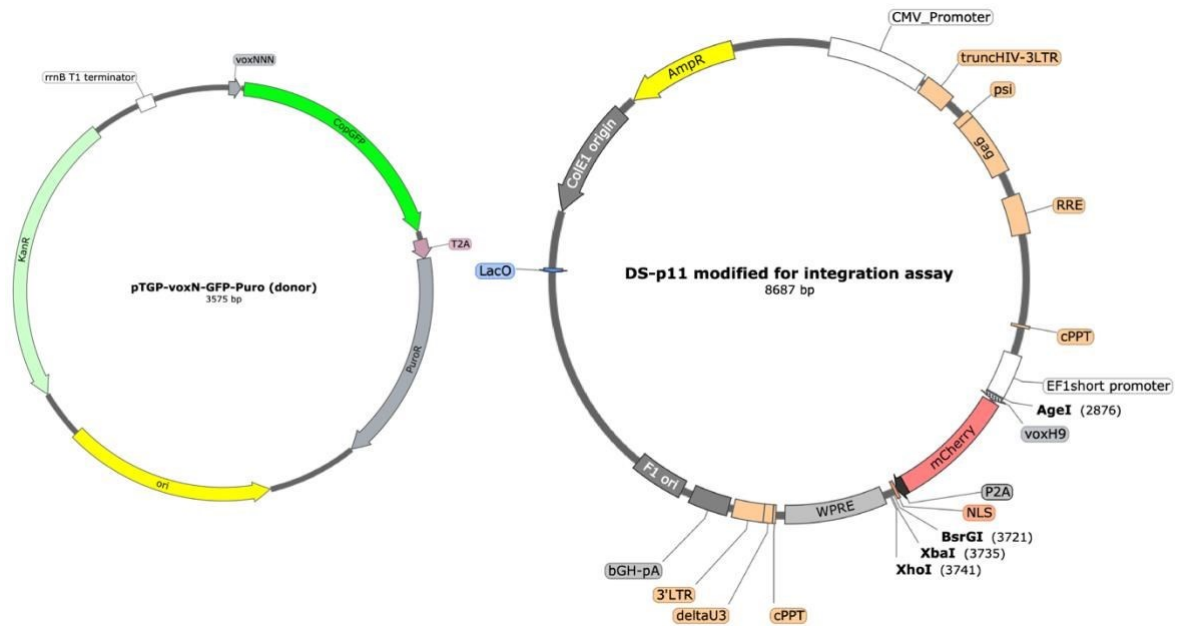 voxNNN
rrnB T1 terminator
CopGFP
T2A
KanR
PuroR
ori
pTGP-voxN-GFP-Puro (donor)
3575 bp
CMV_Promoter
truncHIV-3LTR
psi
gag
RRE
AmpR
ColE1 origin
LacO
DS-p11 modified for integration assay
8687 bp
cPPT
EF1short promoter
AgeI (2876)
voxH9
mCherry
P2A
NLS
BsrGI (3721)
XbaI (3735)
XhoI (3741)
WPRE
F1 ori
bGH-pA
3'LTR
deltaU3
cPPT